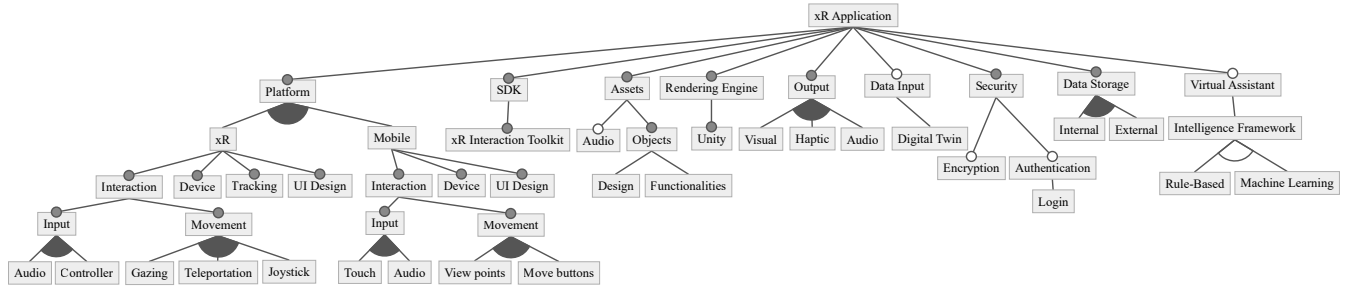 xR Application
Platform
SDK
Assets
Rendering Engine
Output
Data Input
Security
Data Storage
Virtual Assistant
xR
Mobile
xR Interaction Toolkit
Audio
Objects
Unity
Visual
Haptic
Audio
Digital Twin
Internal
External
Intelligence Framework
Interaction
Device
Tracking
UI Design
Interaction
Device
UI Design
Design
Functionalities
Encryption
Authentication
Rule-Based
Machine Learning
Login
Input
Movement
Input
Movement
Audio
Controller
Gazing
Teleportation
Joystick
Touch
Audio
View points
Move buttons